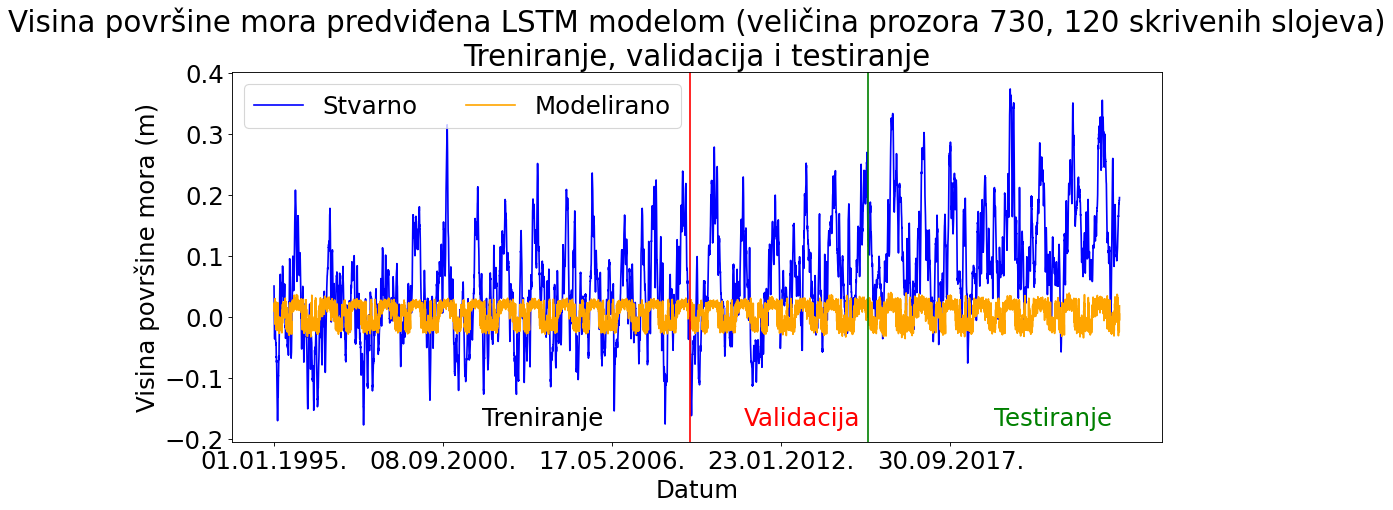 Visina površine mora predviđena LSTM modelom (veličina prozora 730, 120 skrivenih slojeva)
Treniranje, validacija i testiranje
Stvarno
Modelirano
Visina površine mora (m)
0.4
0.3
0.2
0.1
0.0
−0.1
−0.2
Treniranje
Validacija
Testiranje
01.01.1995.
08.09.2000.
17.05.2006.
23.01.2012.
30.09.2017.
Datum